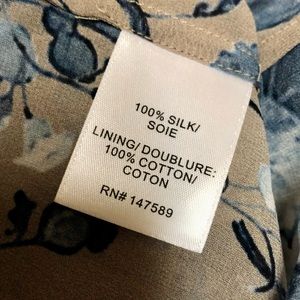 100% SILK/
SOIE
LINING/ DOUBLURE:
100% COTTON/
COTON
RN# 147589